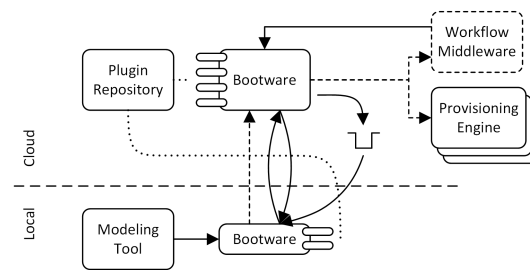 Workflow
Middleware
Plugin
Repository
Bootware
Provisioning
Engine
Cloud
Local
Modeling
Tool
Bootware